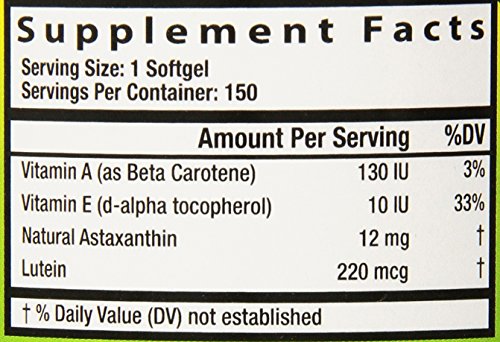 Supplement Facts
Serving Size: 1 Softgel
Servings Per Container: 150
Amount Per Serving %DV
Vitamin A (as Beta Carotene) 130 IU 3%
Vitamin E (d-alpha tocopherol) 10 IU 33%
Natural Astaxanthin 12 mg †
Lutein 220 mcg †
† % Daily Value (DV) not established